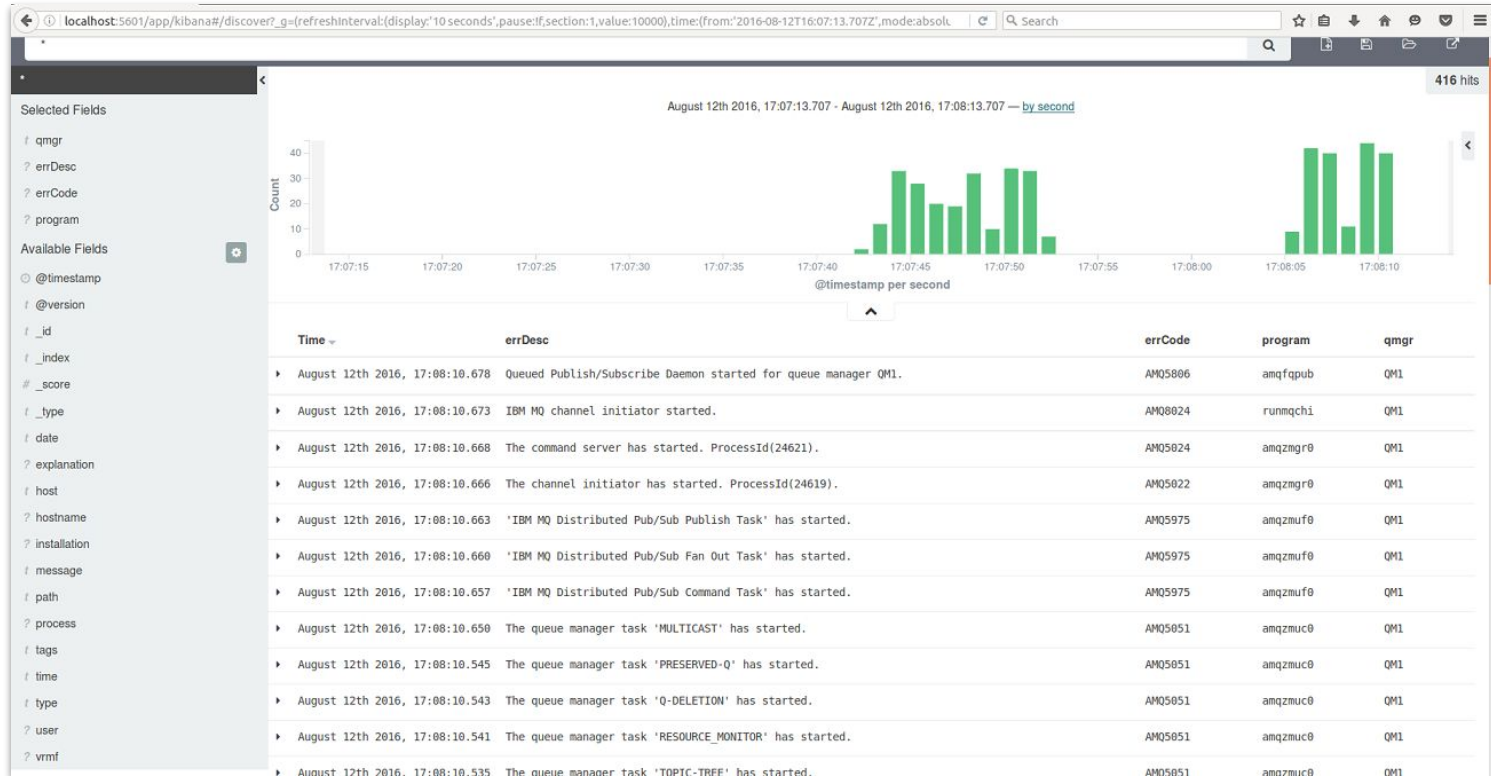 localhost:5601/app/kibana#/discover?_g=(refreshInterval:(display:'10 seconds',pause:!f,section:1,value:10000),time:(from:'2016-08-12T16:07:13.707Z',mode:absolu
Search
*
*
416 hits
Selected Fields
t qmgr
? errDesc
? errCode
? program
Available Fields
@timestamp
t @version
t _id
t _index
# _score
t _type
t date
? explanation
t host
? hostname
? installation
t message
t path
? process
t tags
t time
t type
? user
? vrmf
August 12th 2016, 17:07:13.707 - August 12th 2016, 17:08:13.707 — by second
Count
40
30
20
10
0
17:07:15 17:07:20 17:07:25 17:07:30 17:07:35 17:07:40 17:07:45 17:07:50 17:07:55 17:08:00 17:08:05 17:08:10
@timestamp per second
Time errDesc errCode program qmgr
August 12th 2016, 17:08:10.678 Queued Publish/Subscribe Daemon started for queue manager QM1. AMQ5806 amqfqpub QM1
August 12th 2016, 17:08:10.673 IBM MQ channel initiator started. AMQ8024 runmqchi QM1
August 12th 2016, 17:08:10.668 The command server has started. ProcessId(24621). AMQ5024 amqzmgr0 QM1
August 12th 2016, 17:08:10.666 The channel initiator has started. ProcessId(24619). AMQ5022 amqzmgr0 QM1
August 12th 2016, 17:08:10.663 'IBM MQ Distributed Pub/Sub Publish Task' has started. AMQ5975 amqzmuf0 QM1
August 12th 2016, 17:08:10.660 'IBM MQ Distributed Pub/Sub Fan Out Task' has started. AMQ5975 amqzmuf0 QM1
August 12th 2016, 17:08:10.657 'IBM MQ Distributed Pub/Sub Command Task' has started. AMQ5975 amqzmuf0 QM1
August 12th 2016, 17:08:10.650 The queue manager task 'MULTICAST' has started. AMQ5051 amqzmuc0 QM1
August 12th 2016, 17:08:10.545 The queue manager task 'PRESERVED-Q' has started. AMQ5051 amqzmuc0 QM1
August 12th 2016, 17:08:10.543 The queue manager task 'Q-DELETION' has started. AMQ5051 amqzmuc0 QM1
August 12th 2016, 17:08:10.541 The queue manager task 'RESOURCE_MONITOR' has started. AMQ5051 amqzmuc0 QM1
August 12th 2016, 17:08:10.535 The queue manager task 'TOPIC-TREE' has started. AMQ5051 amqzmuc0 QM1